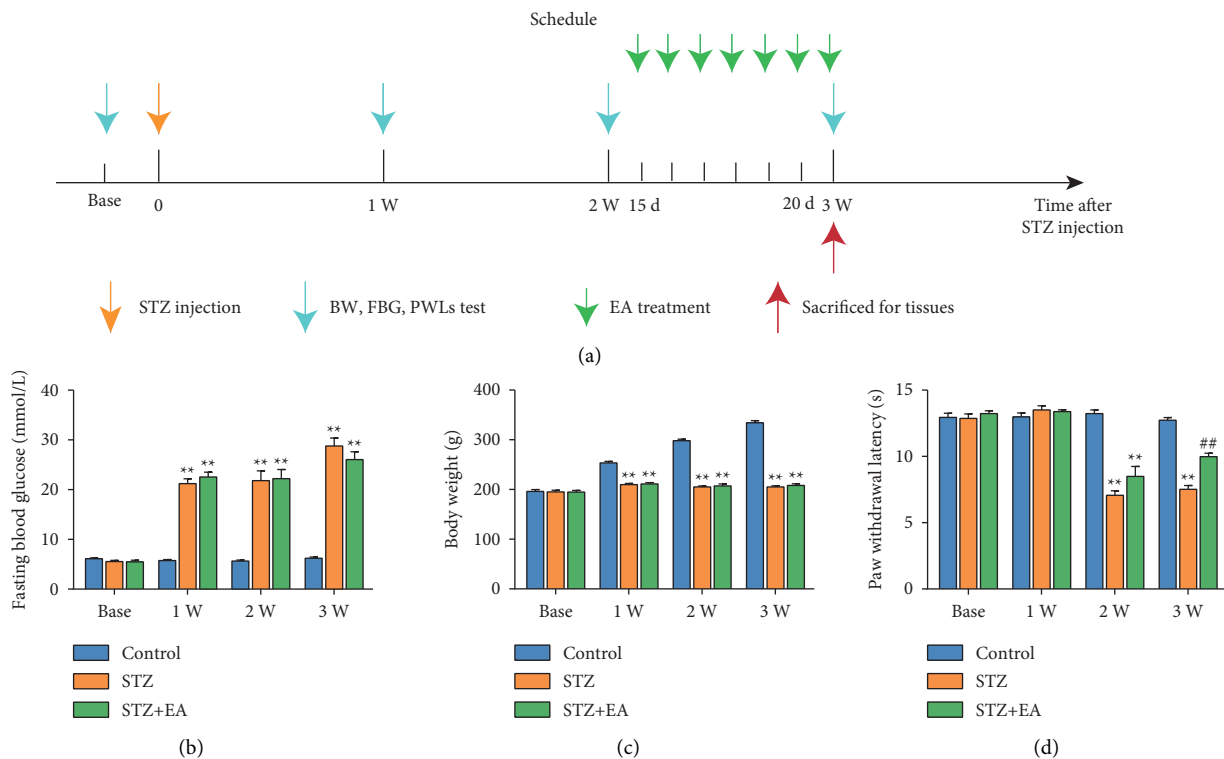 Schedule
Base
0
1 W
2 W
15 d
20 d
3 W
Time after
STZ injection
STZ injection
BW, FBG, PWLs test
EA treatment
Sacrificed for tissues
(a)
Fasting blood glucose (mmol/L)
40
30
20
10
0
** **
** **
** **
Base
1 W
2 W
3 W
Control
STZ
STZ+EA
(b)
Body weight (g)
400
300
200
100
0
** **
** **
** **
Base
1 W
2 W
3 W
Control
STZ
STZ+EA
(c)
Paw withdrawal latency (s)
15
10
5
0
** **
** ##
Base
1 W
2 W
3 W
Control
STZ
STZ+EA
(d)